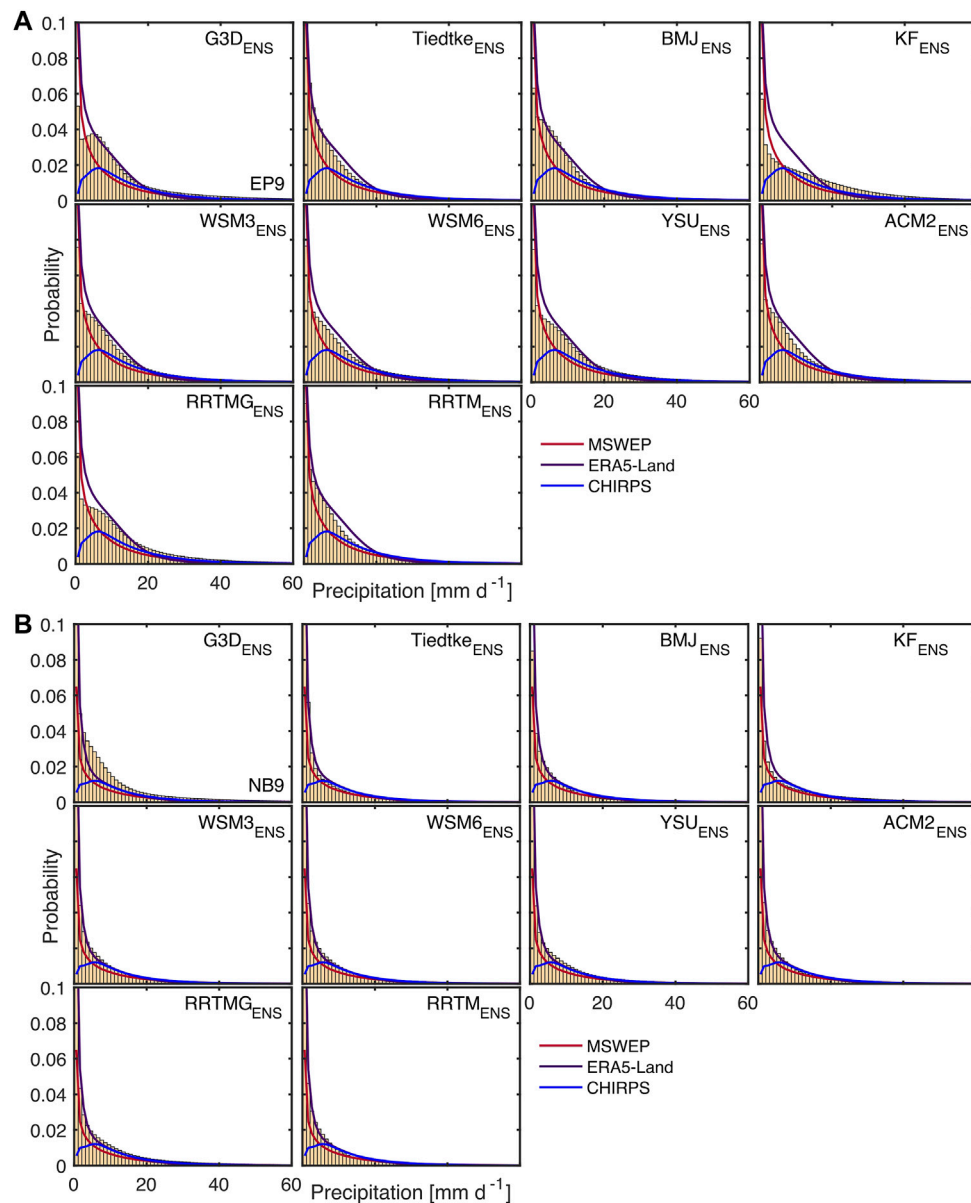 A
0.1 G3D_ENS Tiedtke_ENS BMJ_ENS KF_ENS
0.08
0.06
0.04
0.02 EP9
0
WSM3_ENS WSM6_ENS YSU_ENS ACM2_ENS
Probability
0 20 40 60
0.1 RRTMG_ENS RRTM_ENS
0.08
MSWEP
0.06
ERA5-Land
0.04
CHIRPS
0.02
0
0 20 40 60
Precipitation [mm d⁻¹]
B
0.1 G3D_ENS Tiedtke_ENS BMJ_ENS KF_ENS
0.08
0.06
0.04
0.02 NB9
0
WSM3_ENS WSM6_ENS YSU_ENS ACM2_ENS
Probability
0 20 40 60
0.1 RRTMG_ENS RRTM_ENS
0.08
MSWEP
0.06
ERA5-Land
0.04
CHIRPS
0.02
0
0 20 40 60
Precipitation [mm d⁻¹]